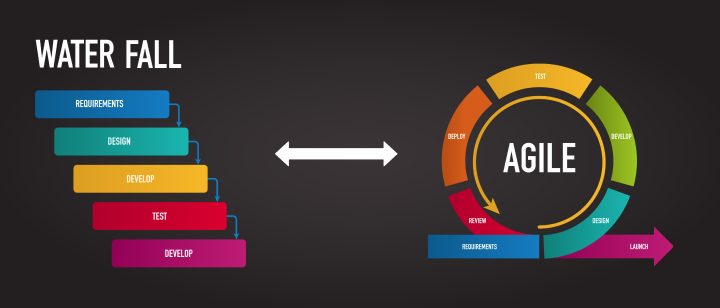 WATER FALL
REQUIREMENTS
DESIGN
DEVELOP
TEST
DEVELOP
TEST
DEPLOY
DEVELOP
AGILE
REVIEW
DESIGN
REQUIREMENTS
LAUNCH